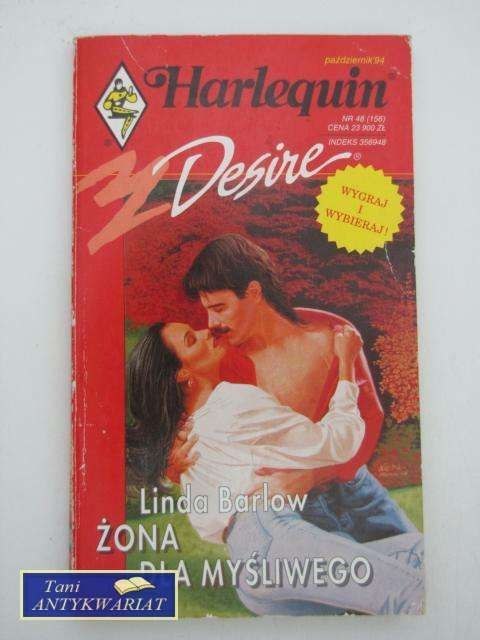 październik'94
Harlequin®
NR 46 (156)
CENA 23 900 ZŁ
INDEKS 356948
Desire®
WYGRAJ
I
WYBIERAJ!
Linda Barlow
ŻONA
DLA MYŚLIWEGO
Tani
ANTYKWARIAT